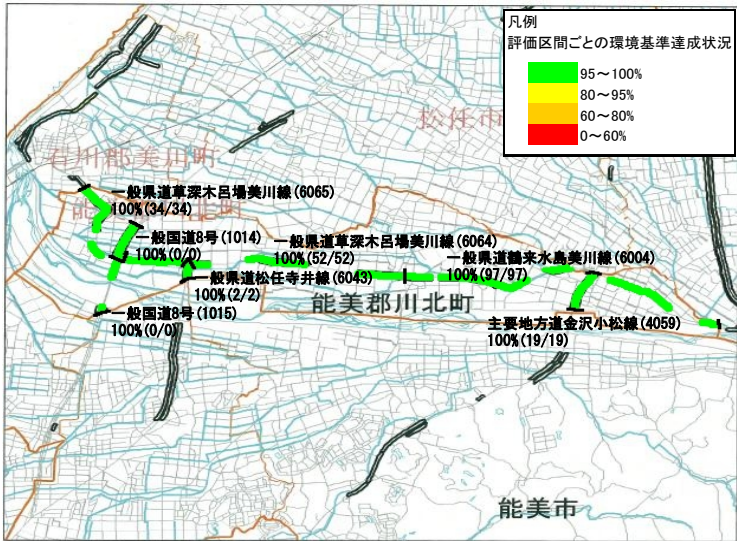 凡例
評価区間ごとの環境基準達成状況
95～100%
80～95%
60～80%
0～60%
松任市
石川郡美川町
一般県道草深木呂場美川線(6065)
100%(34/34)
一般国道8号(1014)
100%(0/0)
一般県道草深木呂場美川線(6064)
100%(52/52)
一般県道鶴来水島美川線(6004)
100%(97/97)
一般県道松任寺井線(6043)
100%(2/2)
能美郡川北町
一般国道8号(1015)
100%(0/0)
主要地方道金沢小松線(4059)
100%(19/19)
能美市